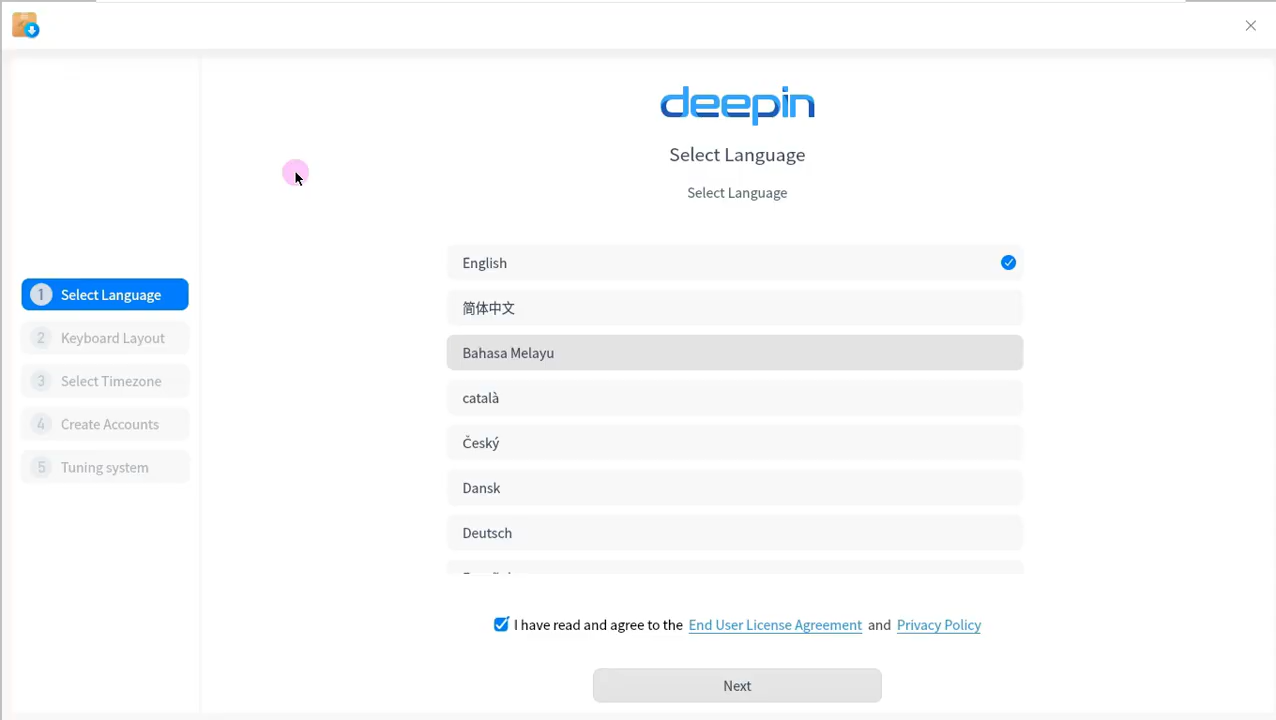 deepin
Select Language
Select Language
1 Select Language
2 Keyboard Layout
3 Select Timezone
4 Create Accounts
5 Tuning system
English
简体中文
Bahasa Melayu
català
Český
Dansk
Deutsch
I have read and agree to the End User License Agreement and Privacy Policy
Next